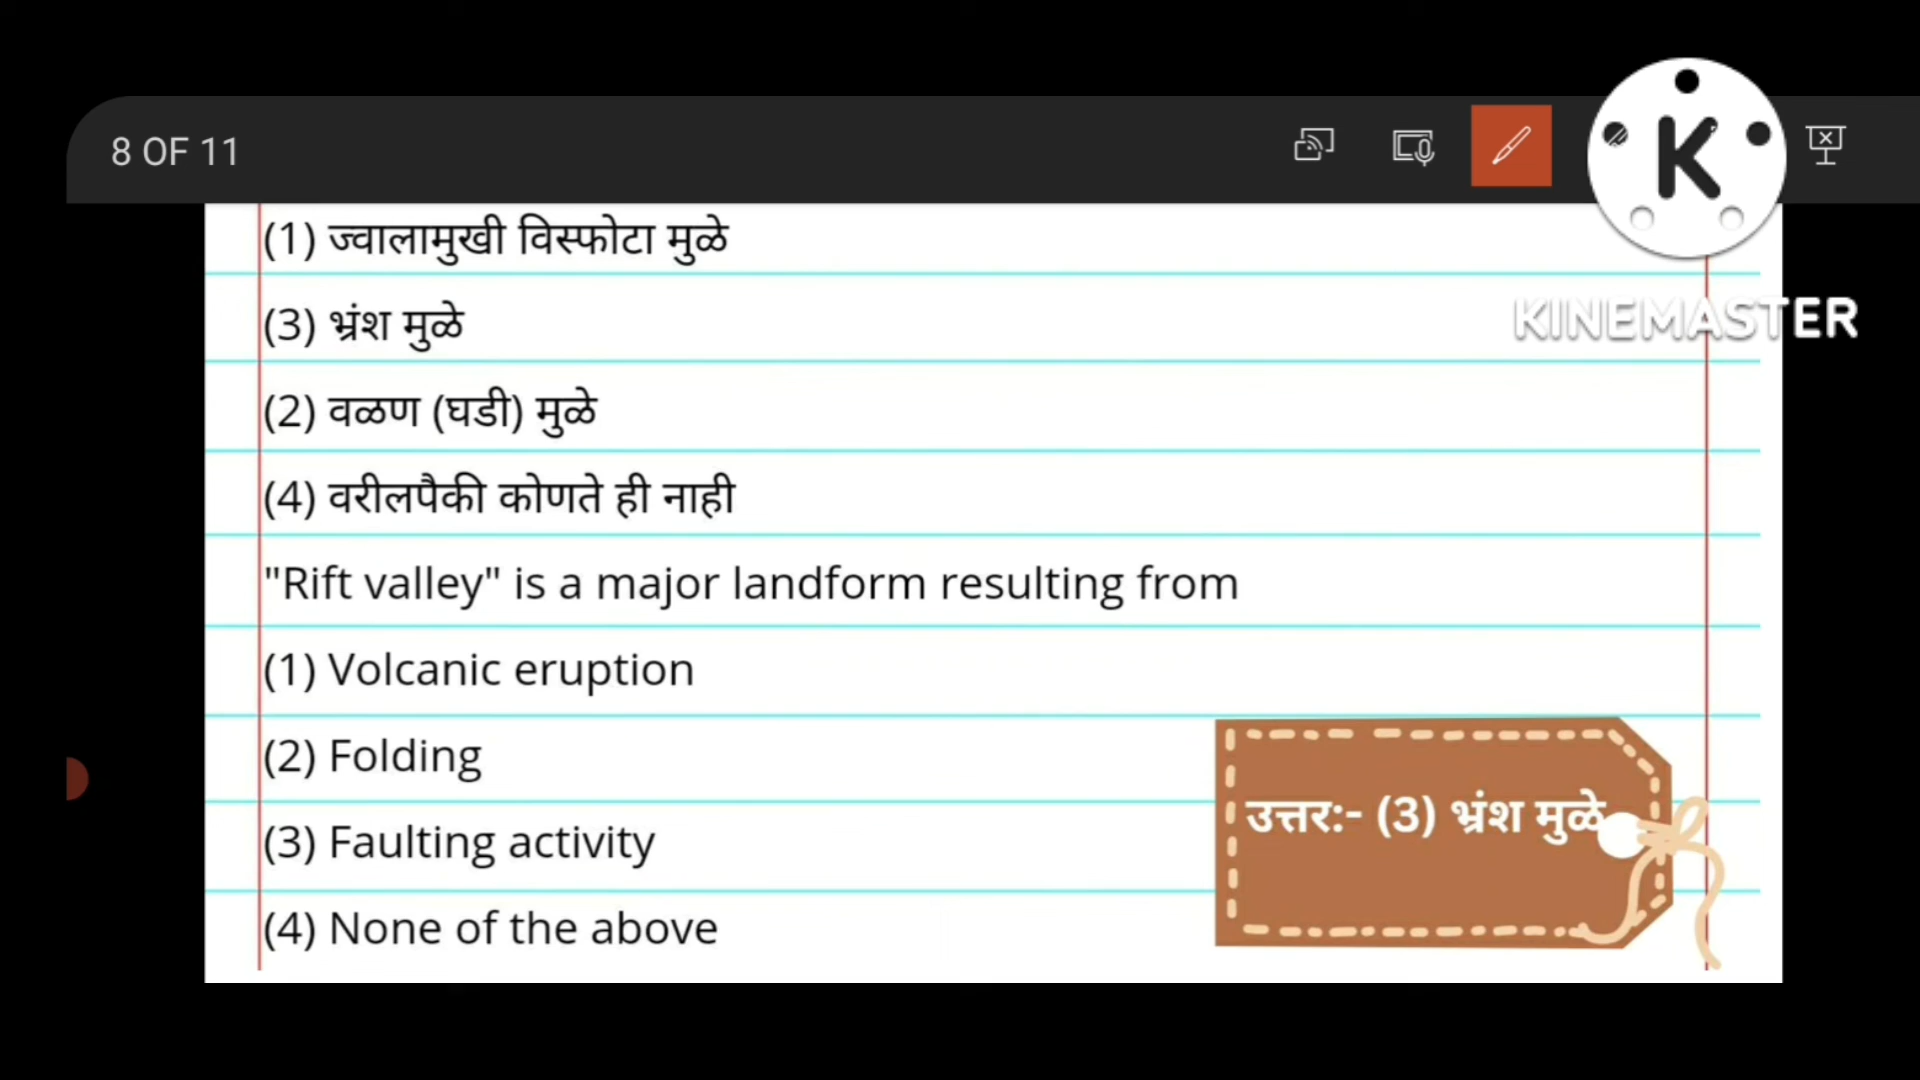 8 OF 11
K
KINEMASTER
(1) ज्वालामुखी विस्फोटा मुळे
(3) भ्रंश मुळे
(2) वळण (घडी) मुळे
(4) वरीलपैकी कोणते ही नाही
"Rift valley" is a major landform resulting from
(1) Volcanic eruption
(2) Folding
(3) Faulting activity
(4) None of the above
उत्तर:- (3) भ्रंश मुळे